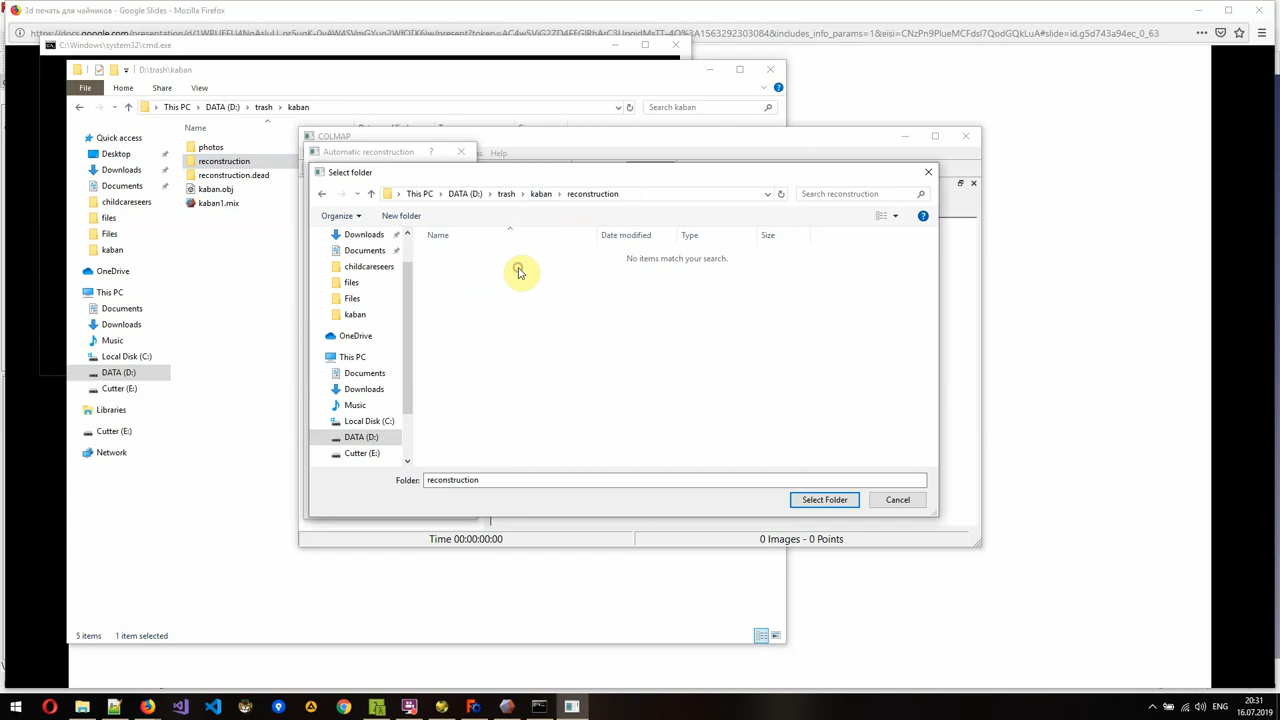 3d печать для чайников - Google Slides - Mozilla Firefox
C:\Windows\system32\cmd.exe
D:\trash\kaban
File Home Share View
This PC DATA (D:) trash kaban
Search kaban
Name
Quick access
Desktop
Downloads
Documents
childcareseers
files
Files
kaban
OneDrive
This PC
Documents
Downloads
Music
Local Disk (C:)
DATA (D:)
Cutter (E:)
Libraries
Cutter (E:)
Network
photos
reconstruction
reconstruction.dead
kaban.obj
kaban1.mix
5 items 1 item selected
COLMAP
Help
Automatic reconstruction ?
Select folder
This PC DATA (D:) trash kaban reconstruction
Search reconstruction
Organize New folder
Downloads
Documents
childcareseers
files
Files
kaban
OneDrive
This PC
Documents
Downloads
Music
Local Disk (C:)
DATA (D:)
Cutter (E:)
Name Date modified Type Size
No items match your search.
Folder: reconstruction
Select Folder Cancel
Time 00:00:00:00 0 Images - 0 Points
ENG
20:31
16.07.2019